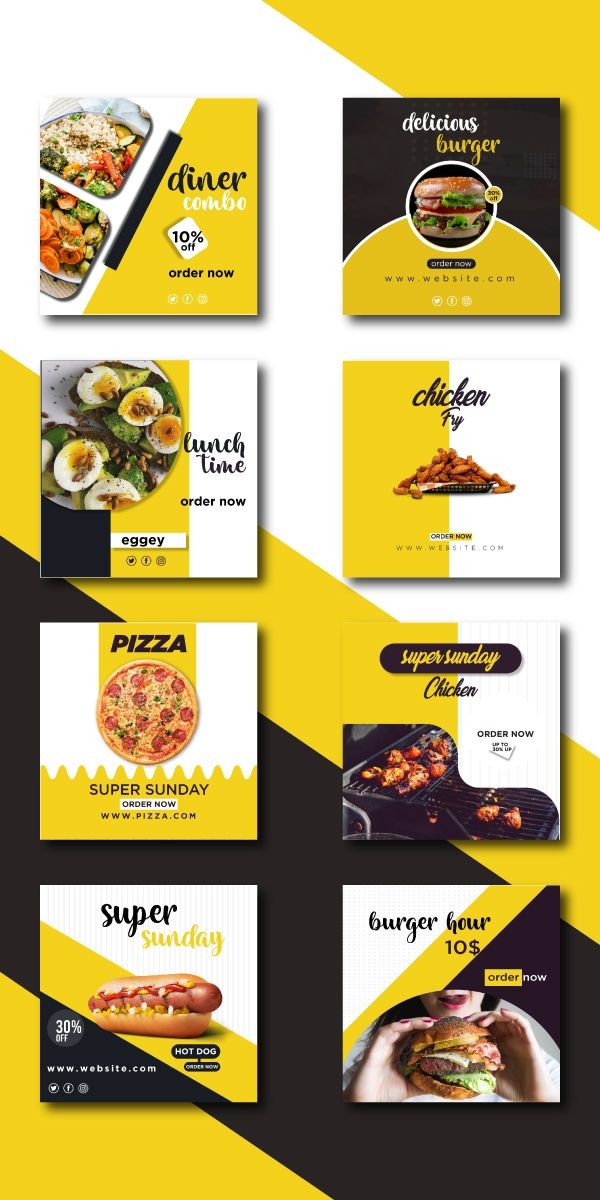 diner
combo
10%
off
order now
delicious
burger
30%
off
order now
www.website.com
lunch
time
order now
eggey
chicken
Fry
ORDER NOW
WWW.WEBSITE.COM
PIZZA
SUPER SUNDAY
ORDER NOW
WWW.PIZZA.COM
super sunday
Chicken
ORDER NOW
UP TO
30% UP
super
sunday
30%
OFF
HOT DOG
ORDER NOW
www.website.com
burger hour
10$
order now